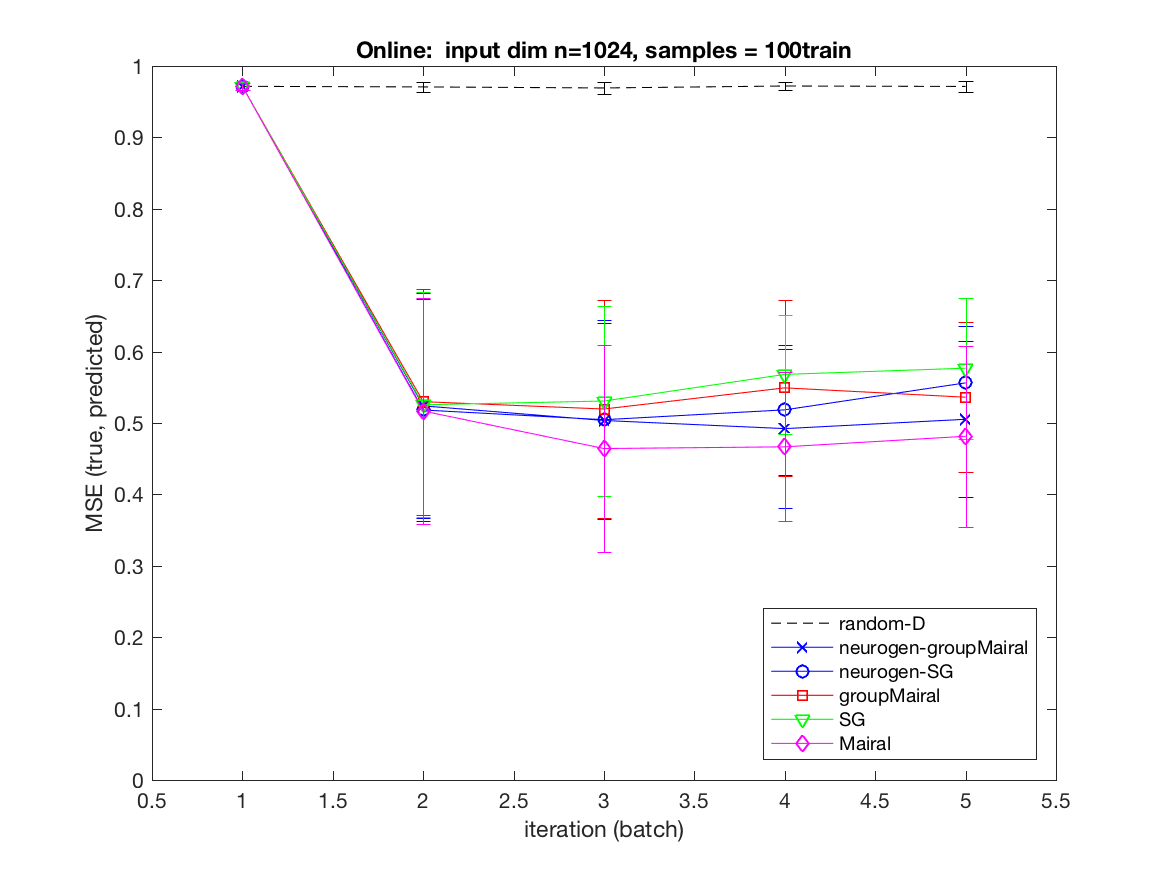 Online:  input dim n=1024, samples = 100train
MSE (true, predicted)
1
0.9
0.8
0.7
0.6
0.5
0.4
0.3
0.2
0.1
0
0.5 1 1.5 2 2.5 3 3.5 4 4.5 5 5.5
iteration (batch)
random-D
neurogen-groupMairal
neurogen-SG
groupMairal
SG
Mairal